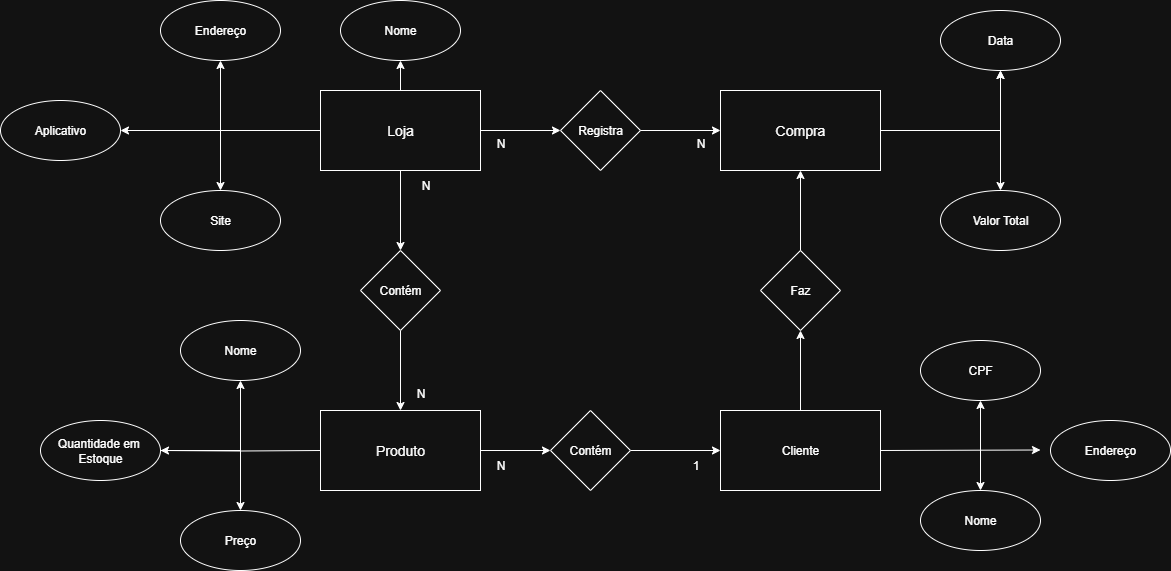 Endereço
Nome
Data
Aplicativo
Loja
Registra
Compra
N
N
N
Site
Valor Total
Contém
Faz
Nome
CPF
N
Quantidade em
Estoque
Produto
Contém
Cliente
Endereço
N
1
Preço
Nome